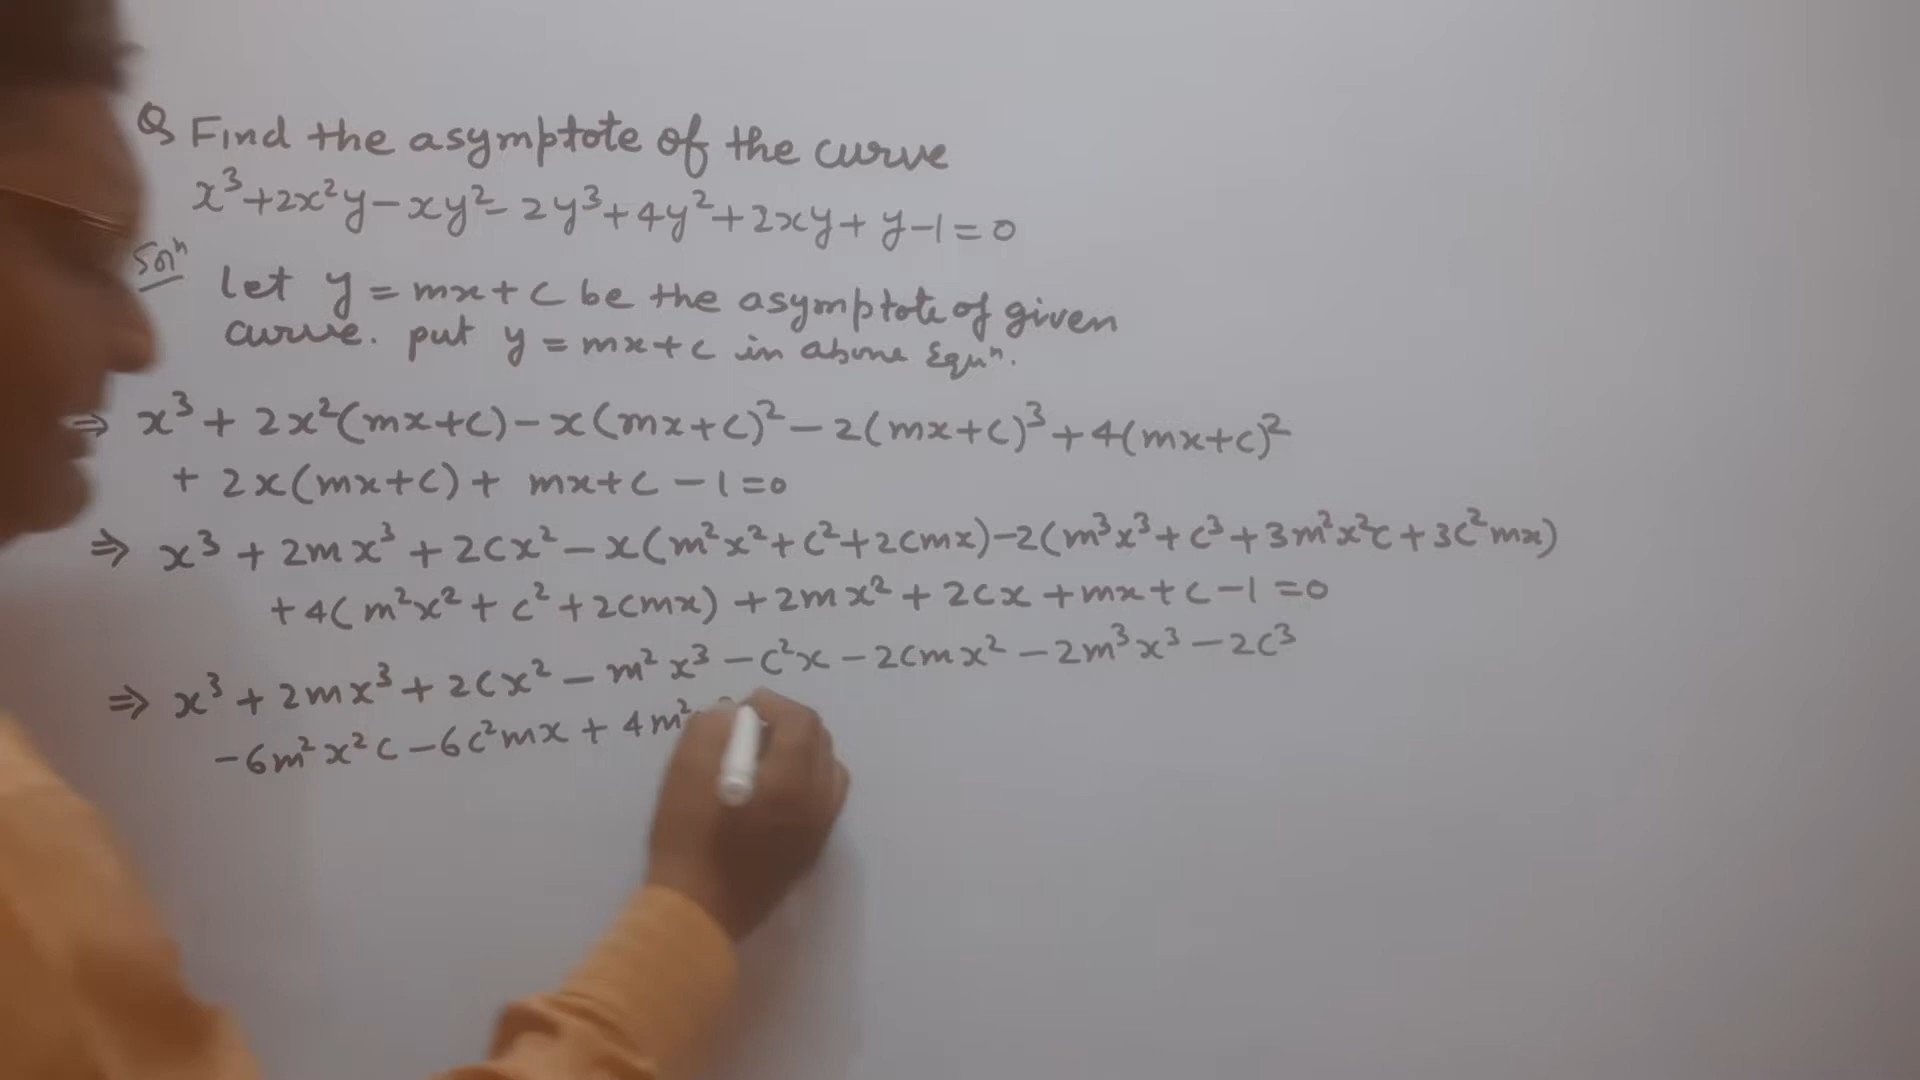 Q Find the asymptote of the curve
x³+2x²y-xy²-2y³+4y²+2xy+y-1=0
Solⁿ Let y=mx+c be the asymptote of given
curve. put y=mx+c in above Equⁿ.
⇒ x³+2x²(mx+c)-x(mx+c)²-2(mx+c)³+4(mx+c)²
+2x(mx+c)+mx+c-1=0
⇒ x³+2mx³+2cx²-x(m²x²+c²+2cmx)-2(m³x³+c³+3m²x²c+3c²mx)
+4(m²x²+c²+2cmx)+2mx²+2cx+mx+c-1=0
⇒ x³+2mx³+2cx²-m²x³-c²x-2cmx²-2m³x³-2c³
-6m²x²c-6c²mx+4m²